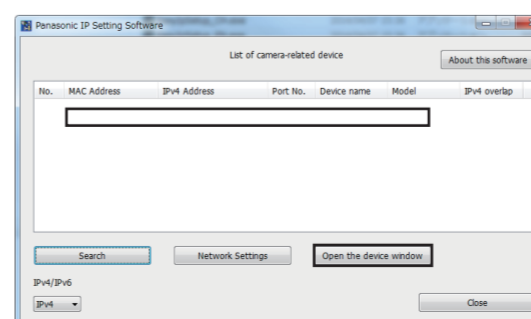 Panasonic IP Setting Software
List of camera-related device
About this software
No. MAC Address IPv4 Address Port No. Device name Model IPv4 overlap
Search Network Settings Open the device window
IPv4/IPv6
IPv4 Close